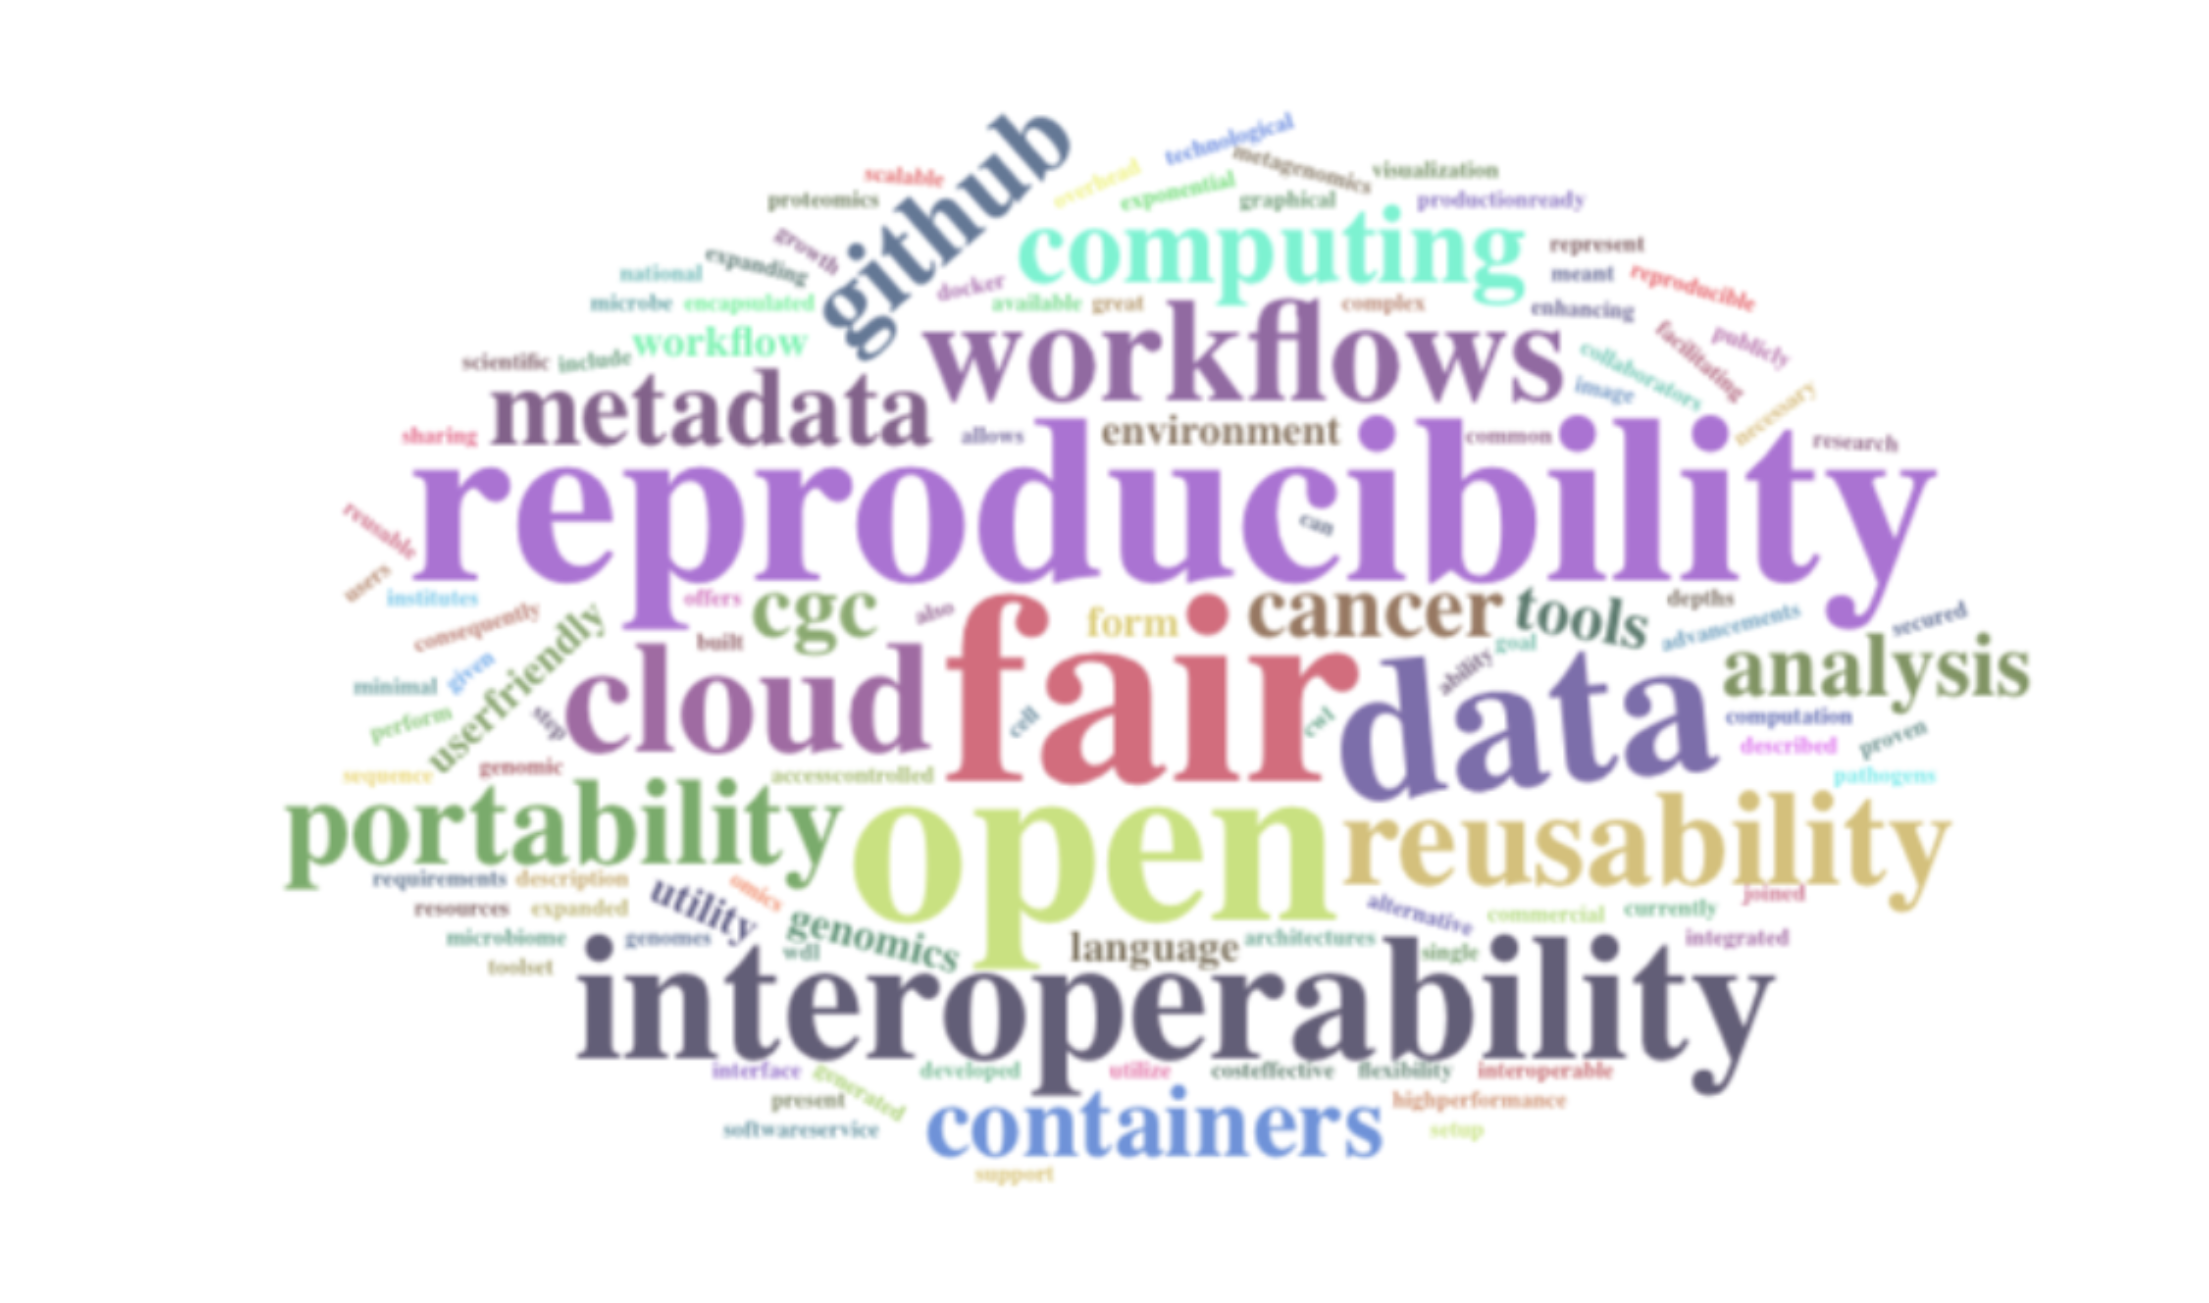 technological
scalable
overhead
metagenomics
visualization
github
proteomics
exponential
graphical
productionready
growth
computing
represent
expanding
national
docker
meant
reproducible
microbe
encapsulated
available
great
complex
enhancing
workflow
workflows
facilitating
publicly
scientific
include
collaborators
image
metadata
necessary
sharing
allows
environment
common
research
reproducibility
can
reusable
users
institutes
offers
cgc
also
fair
form
cancer
tools
depths
consequently
userfriendly
built
goal
advancements
secured
given
minimal
cloud
ability
data
analysis
perform
step
cell
cwl
computation
described
proven
sequence
genomic
accesscontrolled
pathogens
portability
open
reusability
requirements
description
utility
omics
joined
resources
expanded
genomics
alternative
commercial
currently
microbiome
genomes
wdl
language
architectures
single
integrated
toolset
interoperability
interface
generated
developed
utilize
costeffective
flexibility
interoperable
present
containers
highperformance
softwareservice
setup
support